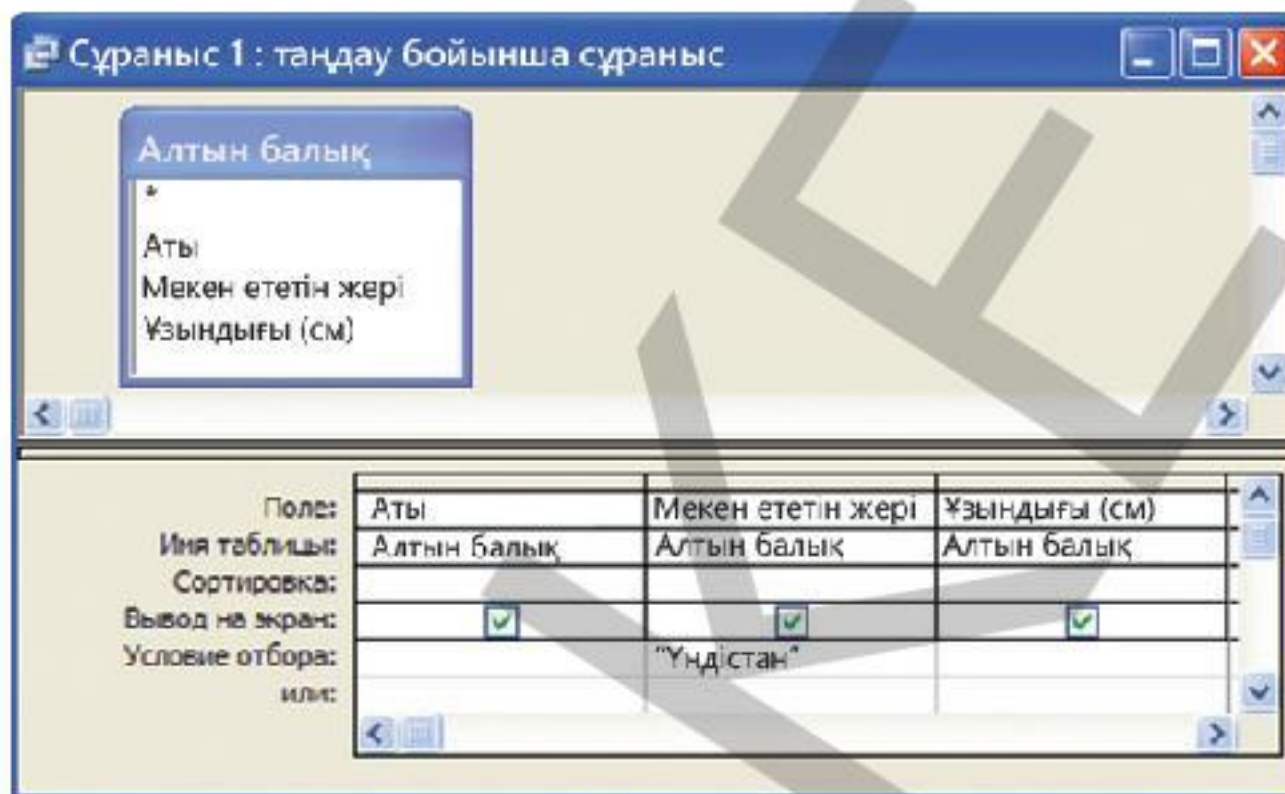 Сұраныс 1 : таңдау бойынша сұраныс
Алтын балық
*
Аты
Мекен ететін жері
Ұзындығы (см)
Поле: Аты Мекен ететін жері Ұзындығы (см)
Имя таблицы: Алтын балық Алтын балық Алтын балық
Сортировка:
Вывод на экран:
Условие отбора: "Үндістан"
или: